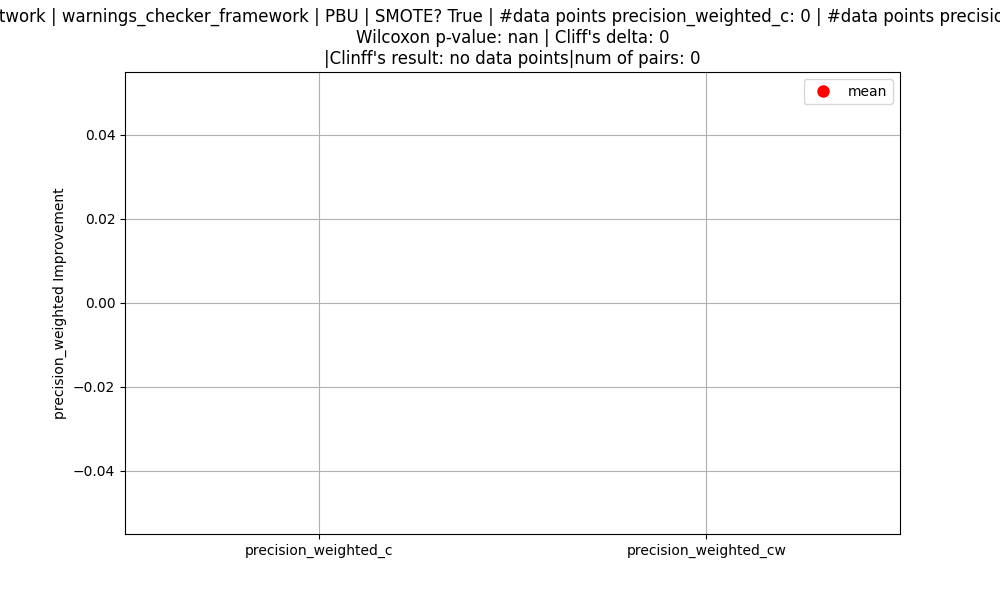 twork | warnings_checker_framework | PBU | SMOTE? True | #data points precision_weighted_c: 0 | #data points precisio
Wilcoxon p-value: nan | Cliff's delta: 0
|Clinff's result: no data points|num of pairs: 0
mean
0.04
0.02
0.00
−0.02
−0.04
precision_weighted Improvement
precision_weighted_c
precision_weighted_cw